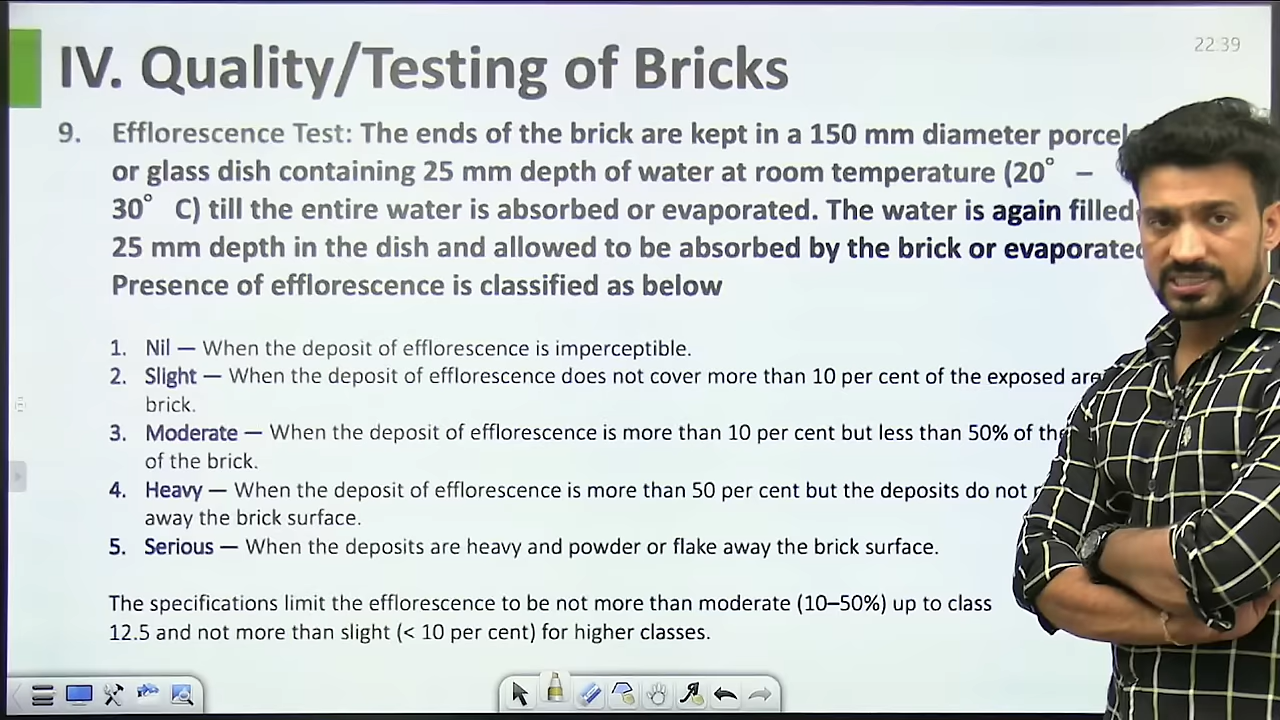 22:39
IV. Quality/Testing of Bricks
9. Efflorescence Test: The ends of the brick are kept in a 150 mm diameter
or glass dish containing 25 mm depth of water at room temperature (20° –
30° C) till the entire water is absorbed or evaporated. The water is again filled
25 mm depth in the dish and allowed to be absorbed by the brick or
Presence of efflorescence is classified as below
1. Nil — When the deposit of efflorescence is imperceptible.
2. Slight — When the deposit of efflorescence does not cover more than 10 per cent of the exposed
brick.
3. Moderate — When the deposit of efflorescence is more than 10 per cent but less than 50% of
of the brick.
4. Heavy — When the deposit of efflorescence is more than 50 per cent but the deposits do not
away the brick surface.
5. Serious — When the deposits are heavy and powder or flake away the brick surface.
The specifications limit the efflorescence to be not more than moderate (10–50%) up to class
12.5 and not more than slight (< 10 per cent) for higher classes.